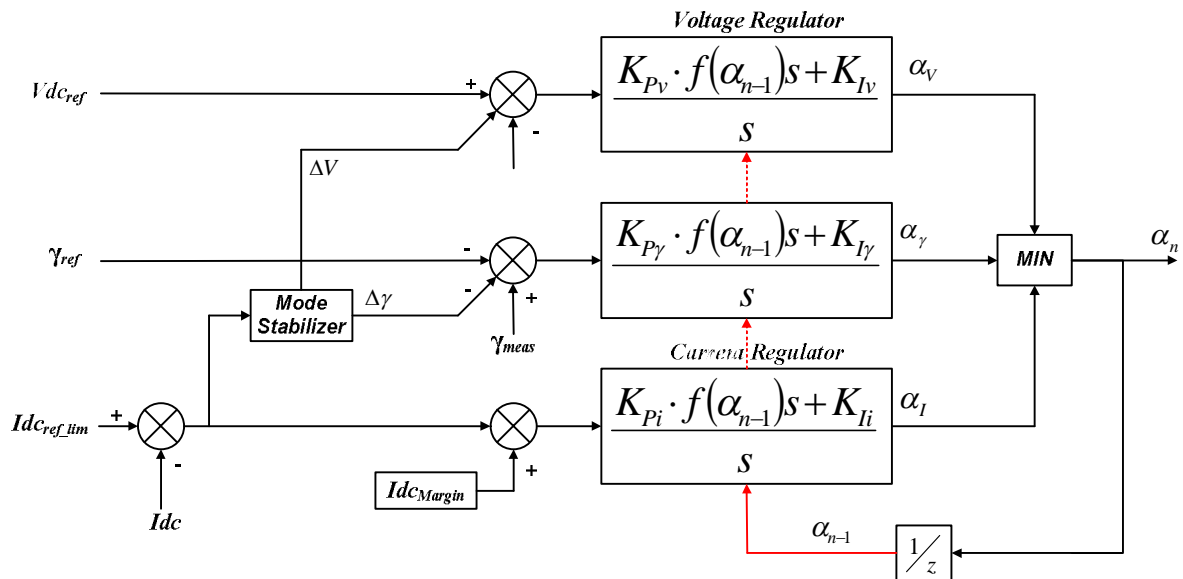 Voltage Regulator
Vdc_ref
+
-
K_Pv · f(α_n−1)s + K_Iv
s
α_V
ΔV
γ_ref
-
-
+
γ_meas
K_Pγ · f(α_n−1)s + K_Iγ
s
α_γ
MIN
α_n
Mode
Stabilizer
Δγ
Current Regulator
Idc_ref_lim
+
-
Idc
+
Idc_Margin
K_Pi · f(α_n−1)s + K_Ii
s
α_I
α_n−1
1/z